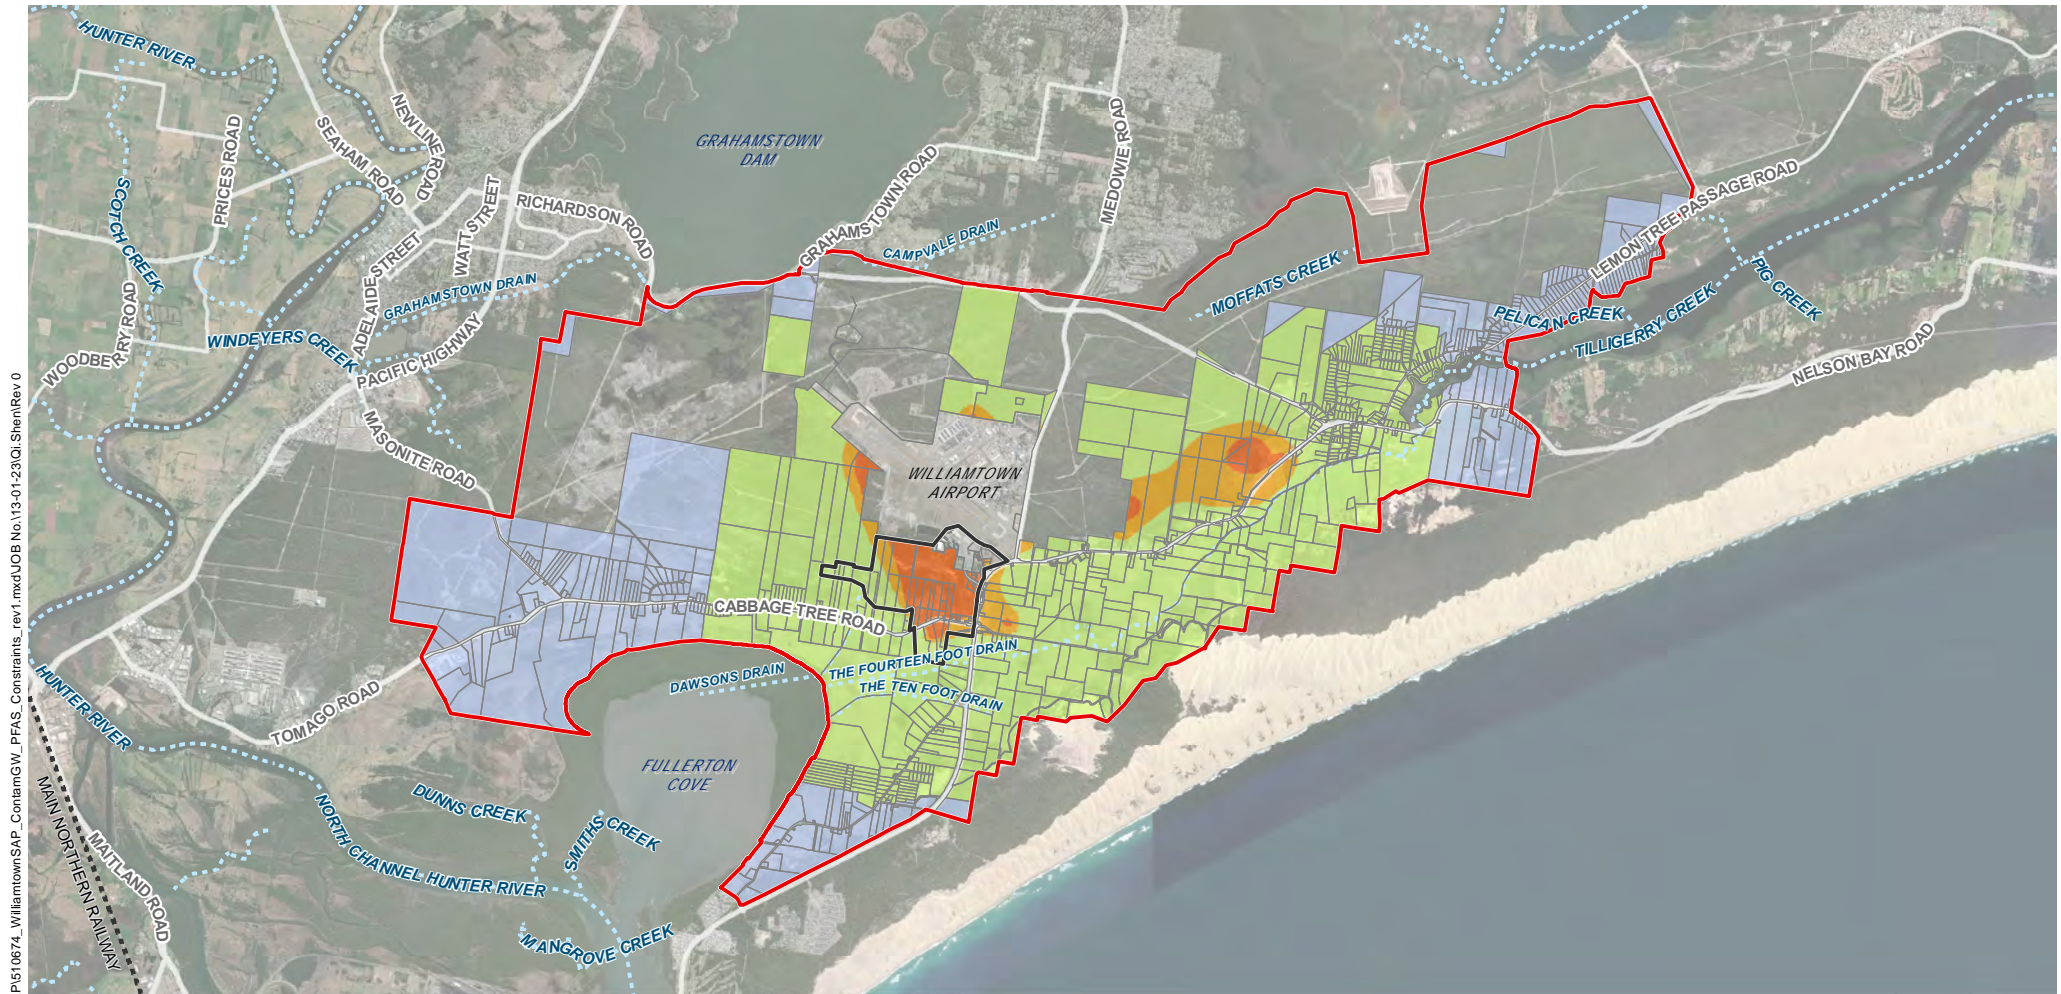 HUNTER RIVER
NEWLINE ROAD
SEAHAM ROAD
PRICES ROAD
SCOTCH CREEK
GRAHAMSTOWN
DAM
MEDOWIE ROAD
GRAHAMSTOWN ROAD
RICHARDSON ROAD
WATT STREET
ADELAIDE STREET
CAMPVALE DRAIN
LEMON TREE PASSAGE ROAD
MOFFATS CREEK
PIG CREEK
GRAHAMSTOWN DRAIN
WOODBERRY ROAD
WINDEYERS CREEK
PACIFIC HIGHWAY
PELICAN CREEK
TILLIGERRY CREEK
NELSON BAY ROAD
MASONITE ROAD
WILLIAMTOWN
AIRPORT
CABBAGE TREE ROAD
THE FOURTEEN FOOT DRAIN
DAWSONS DRAIN
THE TEN FOOT DRAIN
HUNTER RIVER
TOMAGO ROAD
FULLERTON
COVE
DUNNS CREEK
SMITHS CREEK
NORTH CHANNEL HUNTER RIVER
MANGROVE CREEK
MAITLAND ROAD
MAIN NORTHERN RAILWAY
P\510674_WilliamtownSAP_ContamGW_PFAS_Constraints_rev1.mxd\JOB No.\13-01-23\Qi.Shen\Rev 0